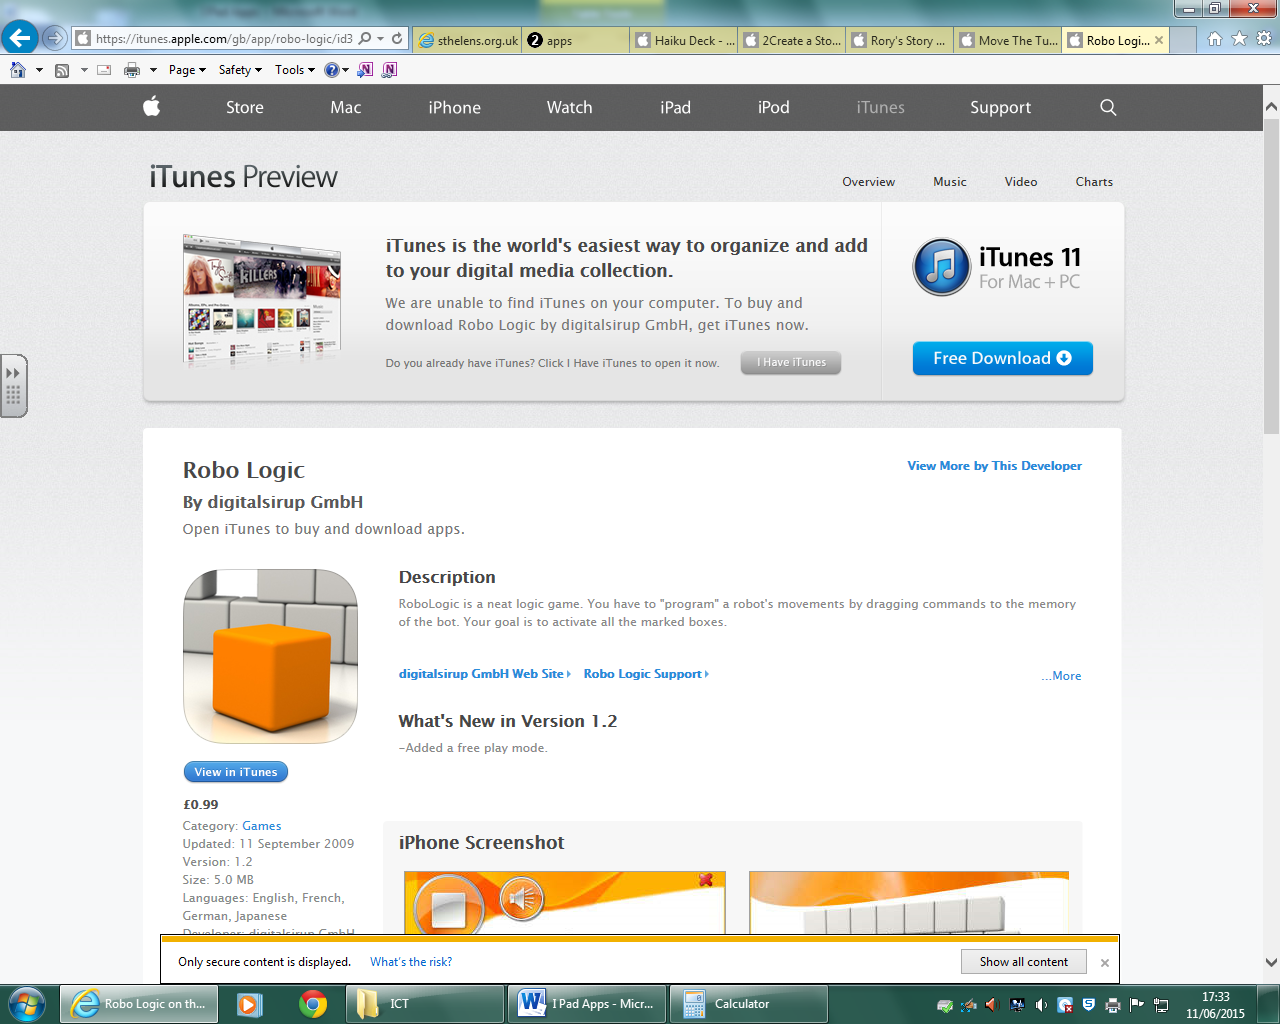 https://itunes.apple.com/gb/app/robo-logic/id3
sthelens.org.uk
2 apps
Haiku Deck - ...
2Create a Sto...
Rory's Story ...
Move The Tu...
Robo Logi...
Page
Safety
Tools
Store
Mac
iPhone
Watch
iPad
iPod
iTunes
Support
iTunes Preview
Overview
Music
Video
Charts
KILLERS
iTunes is the world's easiest way to organize and add
to your digital media collection.
We are unable to find iTunes on your computer. To buy and
download Robo Logic by digitalsirup GmbH, get iTunes now.
Do you already have iTunes? Click I Have iTunes to open it now.
I Have iTunes
iTunes 11
For Mac + PC
Free Download
Robo Logic
View More by This Developer
By digitalsirup GmbH
Open iTunes to buy and download apps.
Description
RoboLogic is a neat logic game. You have to "program" a robot's movements by dragging commands to the memory
of the bot. Your goal is to activate all the marked boxes.
digitalsirup GmbH Web Site
Robo Logic Support
...More
What's New in Version 1.2
-Added a free play mode.
View in iTunes
£0.99
Category: Games
Updated: 11 September 2009
Version: 1.2
Size: 5.0 MB
Languages: English, French,
German, Japanese
Developer: digitalsirup GmbH
iPhone Screenshot
Only secure content is displayed.
What's the risk?
Show all content
Robo Logic on th...
ICT
I Pad Apps - Micr...
Calculator
17:33
11/06/2015